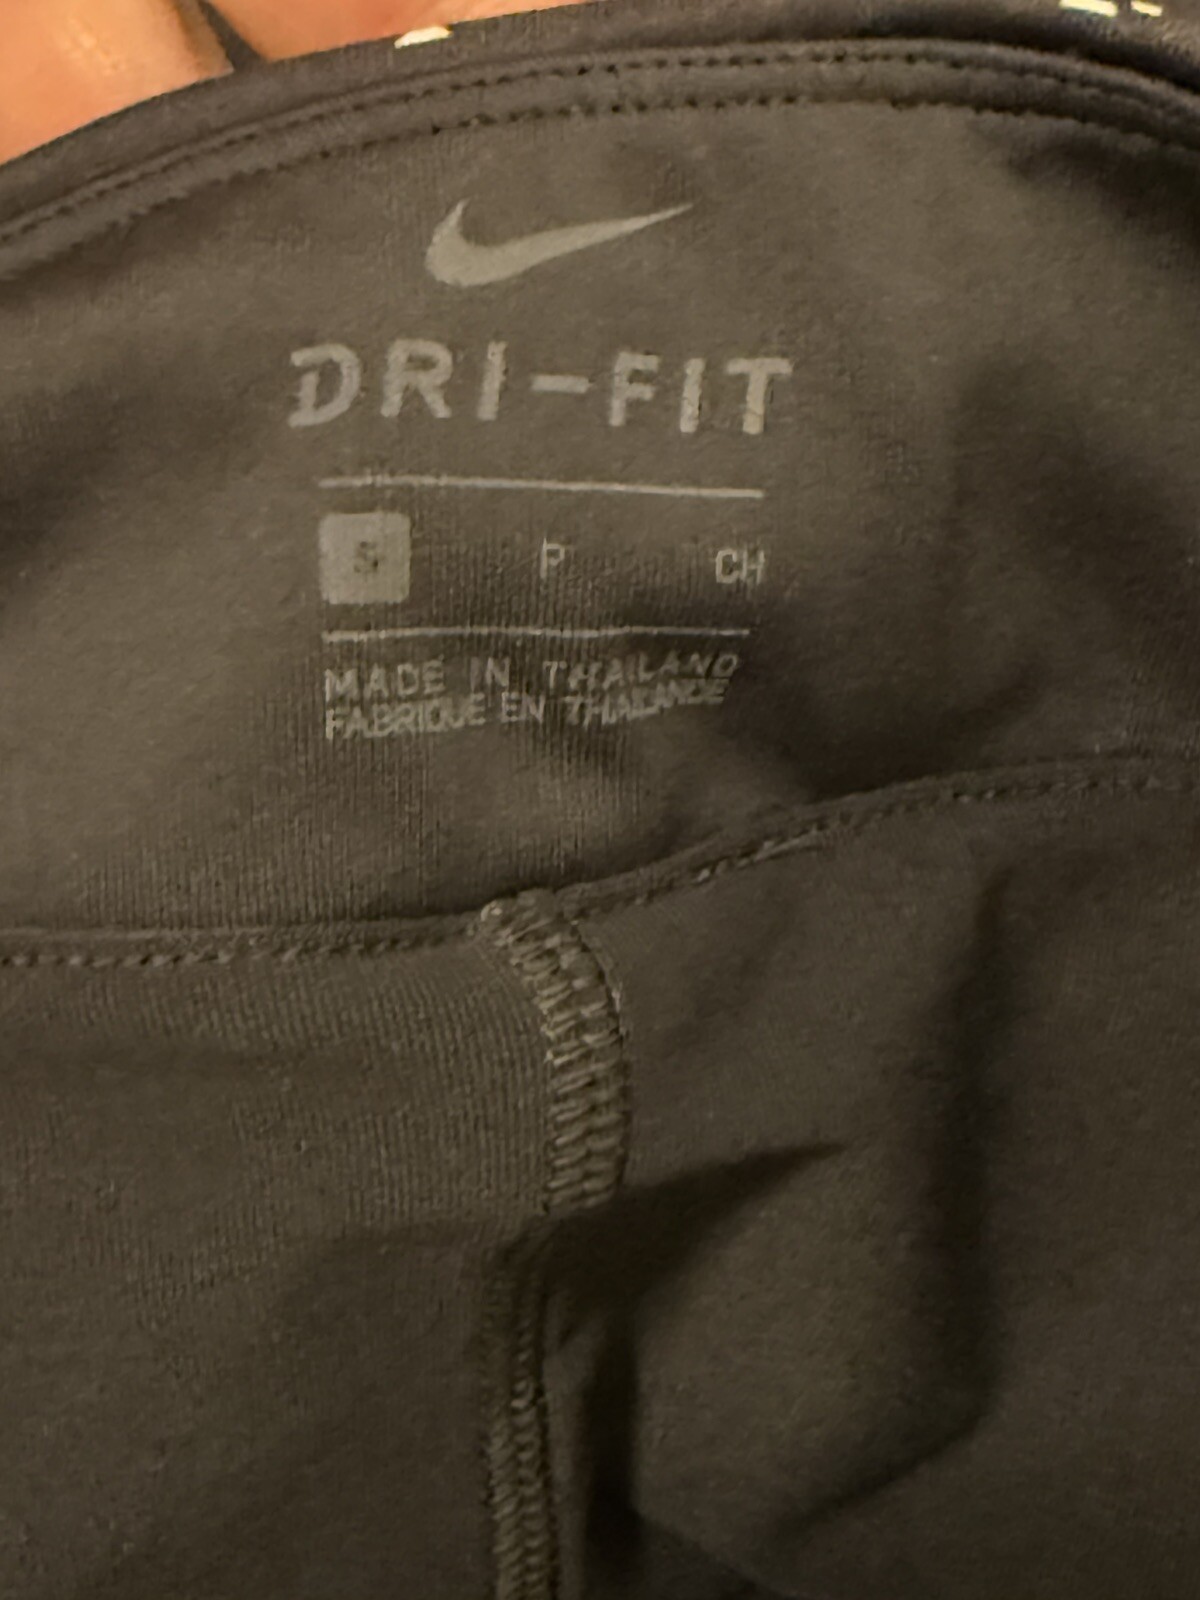 DRI-FIT
S P CH
MADE IN THAILAND
FABRIQUE EN THAILANDE